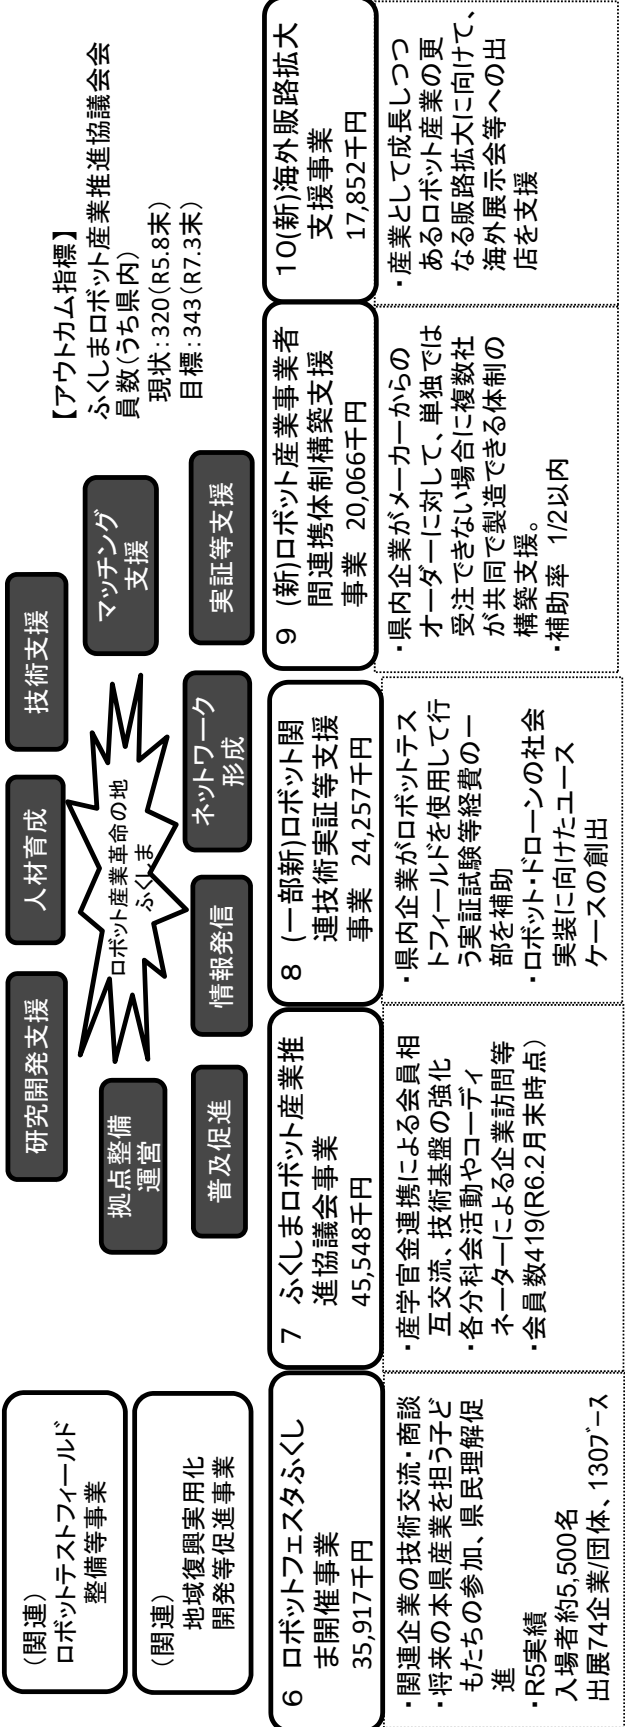 (関連)
ロボットテストフィールド
整備等事業
(関連)
地域復興実用化
開発等促進事業
研究開発支援
人材育成
技術支援
拠点整備
運営
ロボット産業革命の地
ふくしま
マッチング
支援
普及促進
情報発信
ネットワーク
形成
実証等支援
【アウトカム指標】
ふくしまロボット産業推進協議会会
員数(うち県内)
現状:320(R5.8末)
目標:343(R7.3末)
6 ロボットフェスタふくし
ま開催事業
35,917千円
・関連企業の技術交流・商談
・将来の本県産業を担う子ど
もたちの参加、県民理解促
進
・R5実績
入場者約5,500名
出展74企業/団体、130ブース
7 ふくしまロボット産業推
進協議会事業
45,548千円
・産学官金連携による会員相
互交流、技術基盤の強化
・各分科会活動やコーディ
ネーターによる企業訪問等
・会員数419(R6.2月末時点)
8 (一部新)ロボット関
連技術実証等支援
事業 24,257千円
・県内企業がロボットテス
トフィールドを使用して行
う実証試験等経費の一
部を補助
・ロボット・ドローンの社会
実装に向けたユース
ケースの創出
9 (新)ロボット産業事業者
間連携体制構築支援
事業 20,066千円
・県内企業がメーカーからの
オーダーに対して、単独では
受注できない場合に複数社
が共同で製造できる体制の
構築支援。
・補助率 1/2以内
10(新)海外販路拡大
支援事業
17,852千円
・産業として成長しつつ
あるロボット産業の更
なる販路拡大に向けて、
海外展示会等への出
店を支援